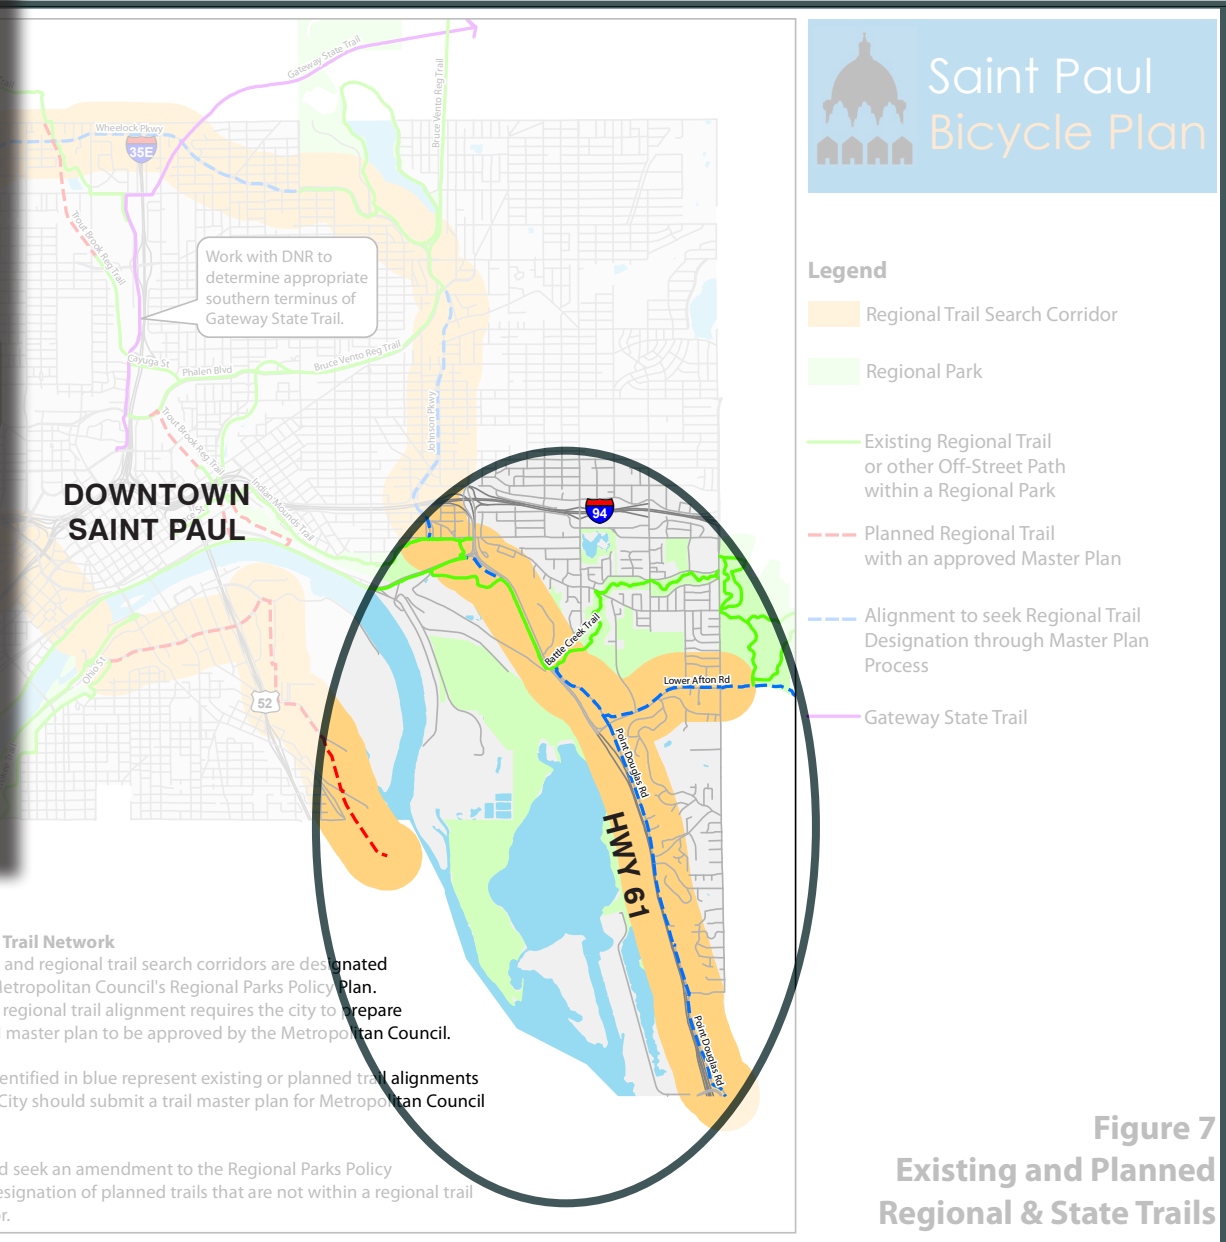 Saint Paul
Bicycle Plan
Legend
Regional Trail Search Corridor
Regional Park
Existing Regional Trail
or other Off-Street Path
within a Regional Park
Planned Regional Trail
with an approved Master Plan
Alignment to seek Regional Trail
Designation through Master Plan
Process
Gateway State Trail
Gateway State Trail
Bruce Vento Reg Trail
Wheelock Pkwy
35E
Trout Brook Reg Trail
Work with DNR to
determine appropriate
southern terminus of
Gateway State Trail.
Cayuga St
Phalen Blvd
Bruce Vento Reg Trail
Johnson Pkwy
Trout Brook Reg Trail
Indian Mounds Trail
DOWNTOWN
SAINT PAUL
94
Battle Creek Trail
Lower Afton Rd
Ohio St
52
Point Douglas Rd
HWY 61
Point Douglas Rd
Trail Network
and regional trail search corridors are designated
Metropolitan Council's Regional Parks Policy Plan.
regional trail alignment requires the city to prepare
master plan to be approved by the Metropolitan Council.
entified in blue represent existing or planned trail alignments
City should submit a trail master plan for Metropolitan Council
d seek an amendment to the Regional Parks Policy
esignation of planned trails that are not within a regional trail
or.
Figure 7
Existing and Planned
Regional & State Trails